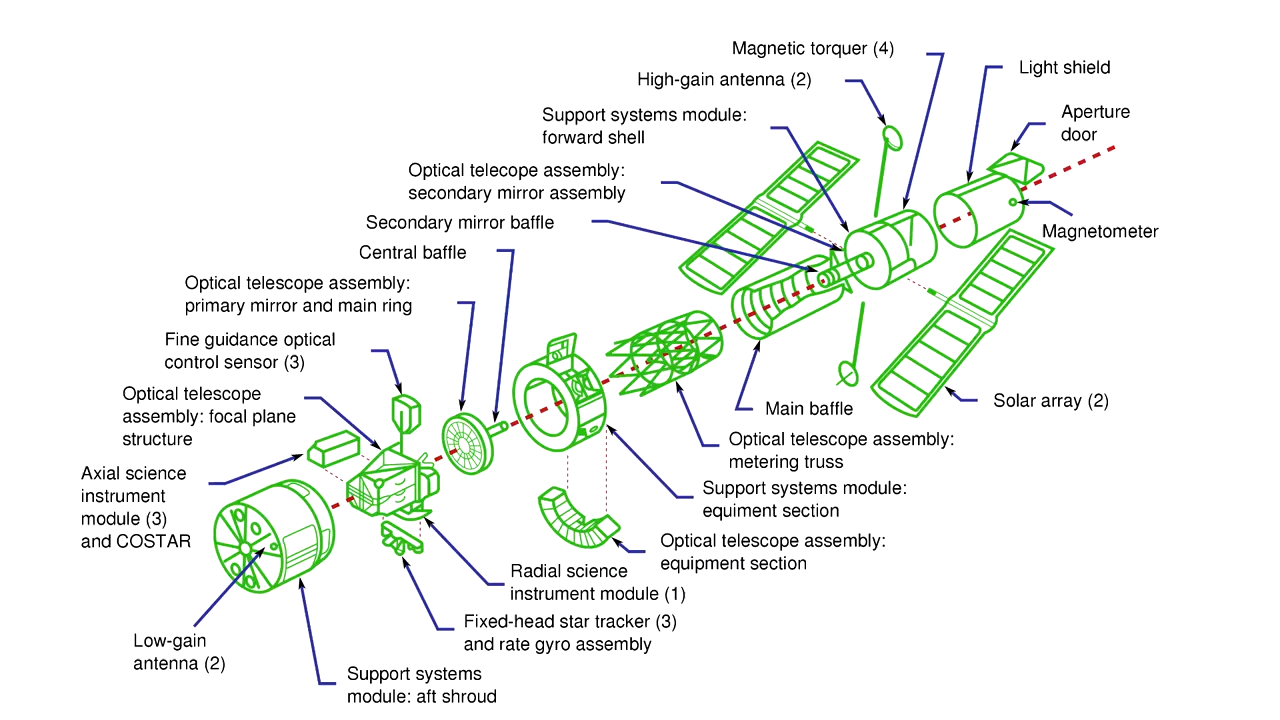 Magnetic torquer (4)
High-gain antenna (2)
Light shield
Support systems module:
forward shell
Aperture
door
Optical telecope assembly:
secondary mirror assembly
Secondary mirror baffle
Magnetometer
Central baffle
Optical telescope assembly:
primary mirror and main ring
Fine guidance optical
control sensor (3)
Optical telescope
assembly: focal plane
structure
Main baffle
Solar array (2)
Optical telescope assembly:
metering truss
Axial science
instrument
module (3)
and COSTAR
Support systems module:
equiment section
Optical telescope assembly:
equipment section
Radial science
instrument module (1)
Fixed-head star tracker (3)
and rate gyro assembly
Low-gain
antenna (2)
Support systems
module: aft shroud